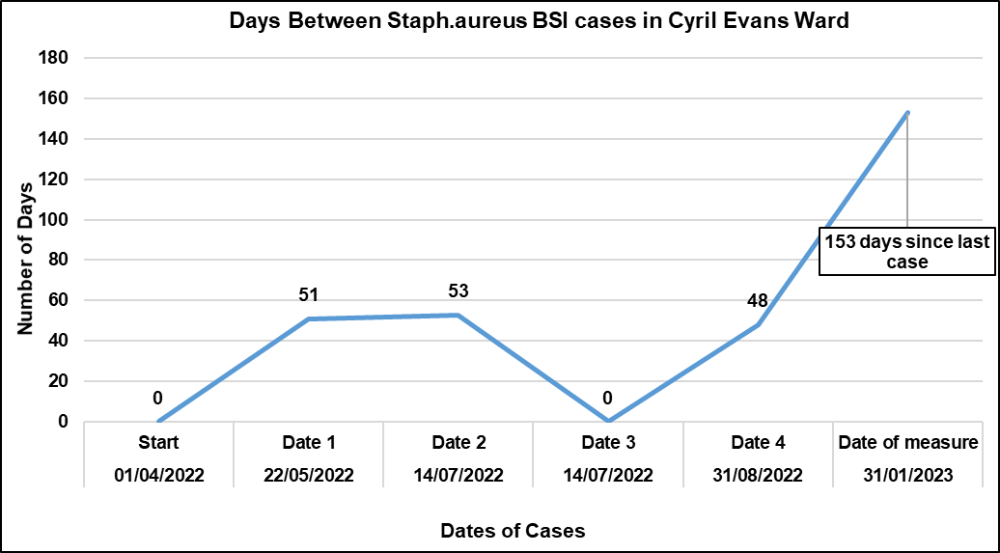 Days Between Staph.aureus BSI cases in Cyril Evans Ward
180
160
140
120
100
80
60
40
20
0
Number of Days
0
51
53
0
48
153 days since last
case
Start
Date 1
Date 2
Date 3
Date 4
Date of measure
01/04/2022
22/05/2022
14/07/2022
14/07/2022
31/08/2022
31/01/2023
Dates of Cases